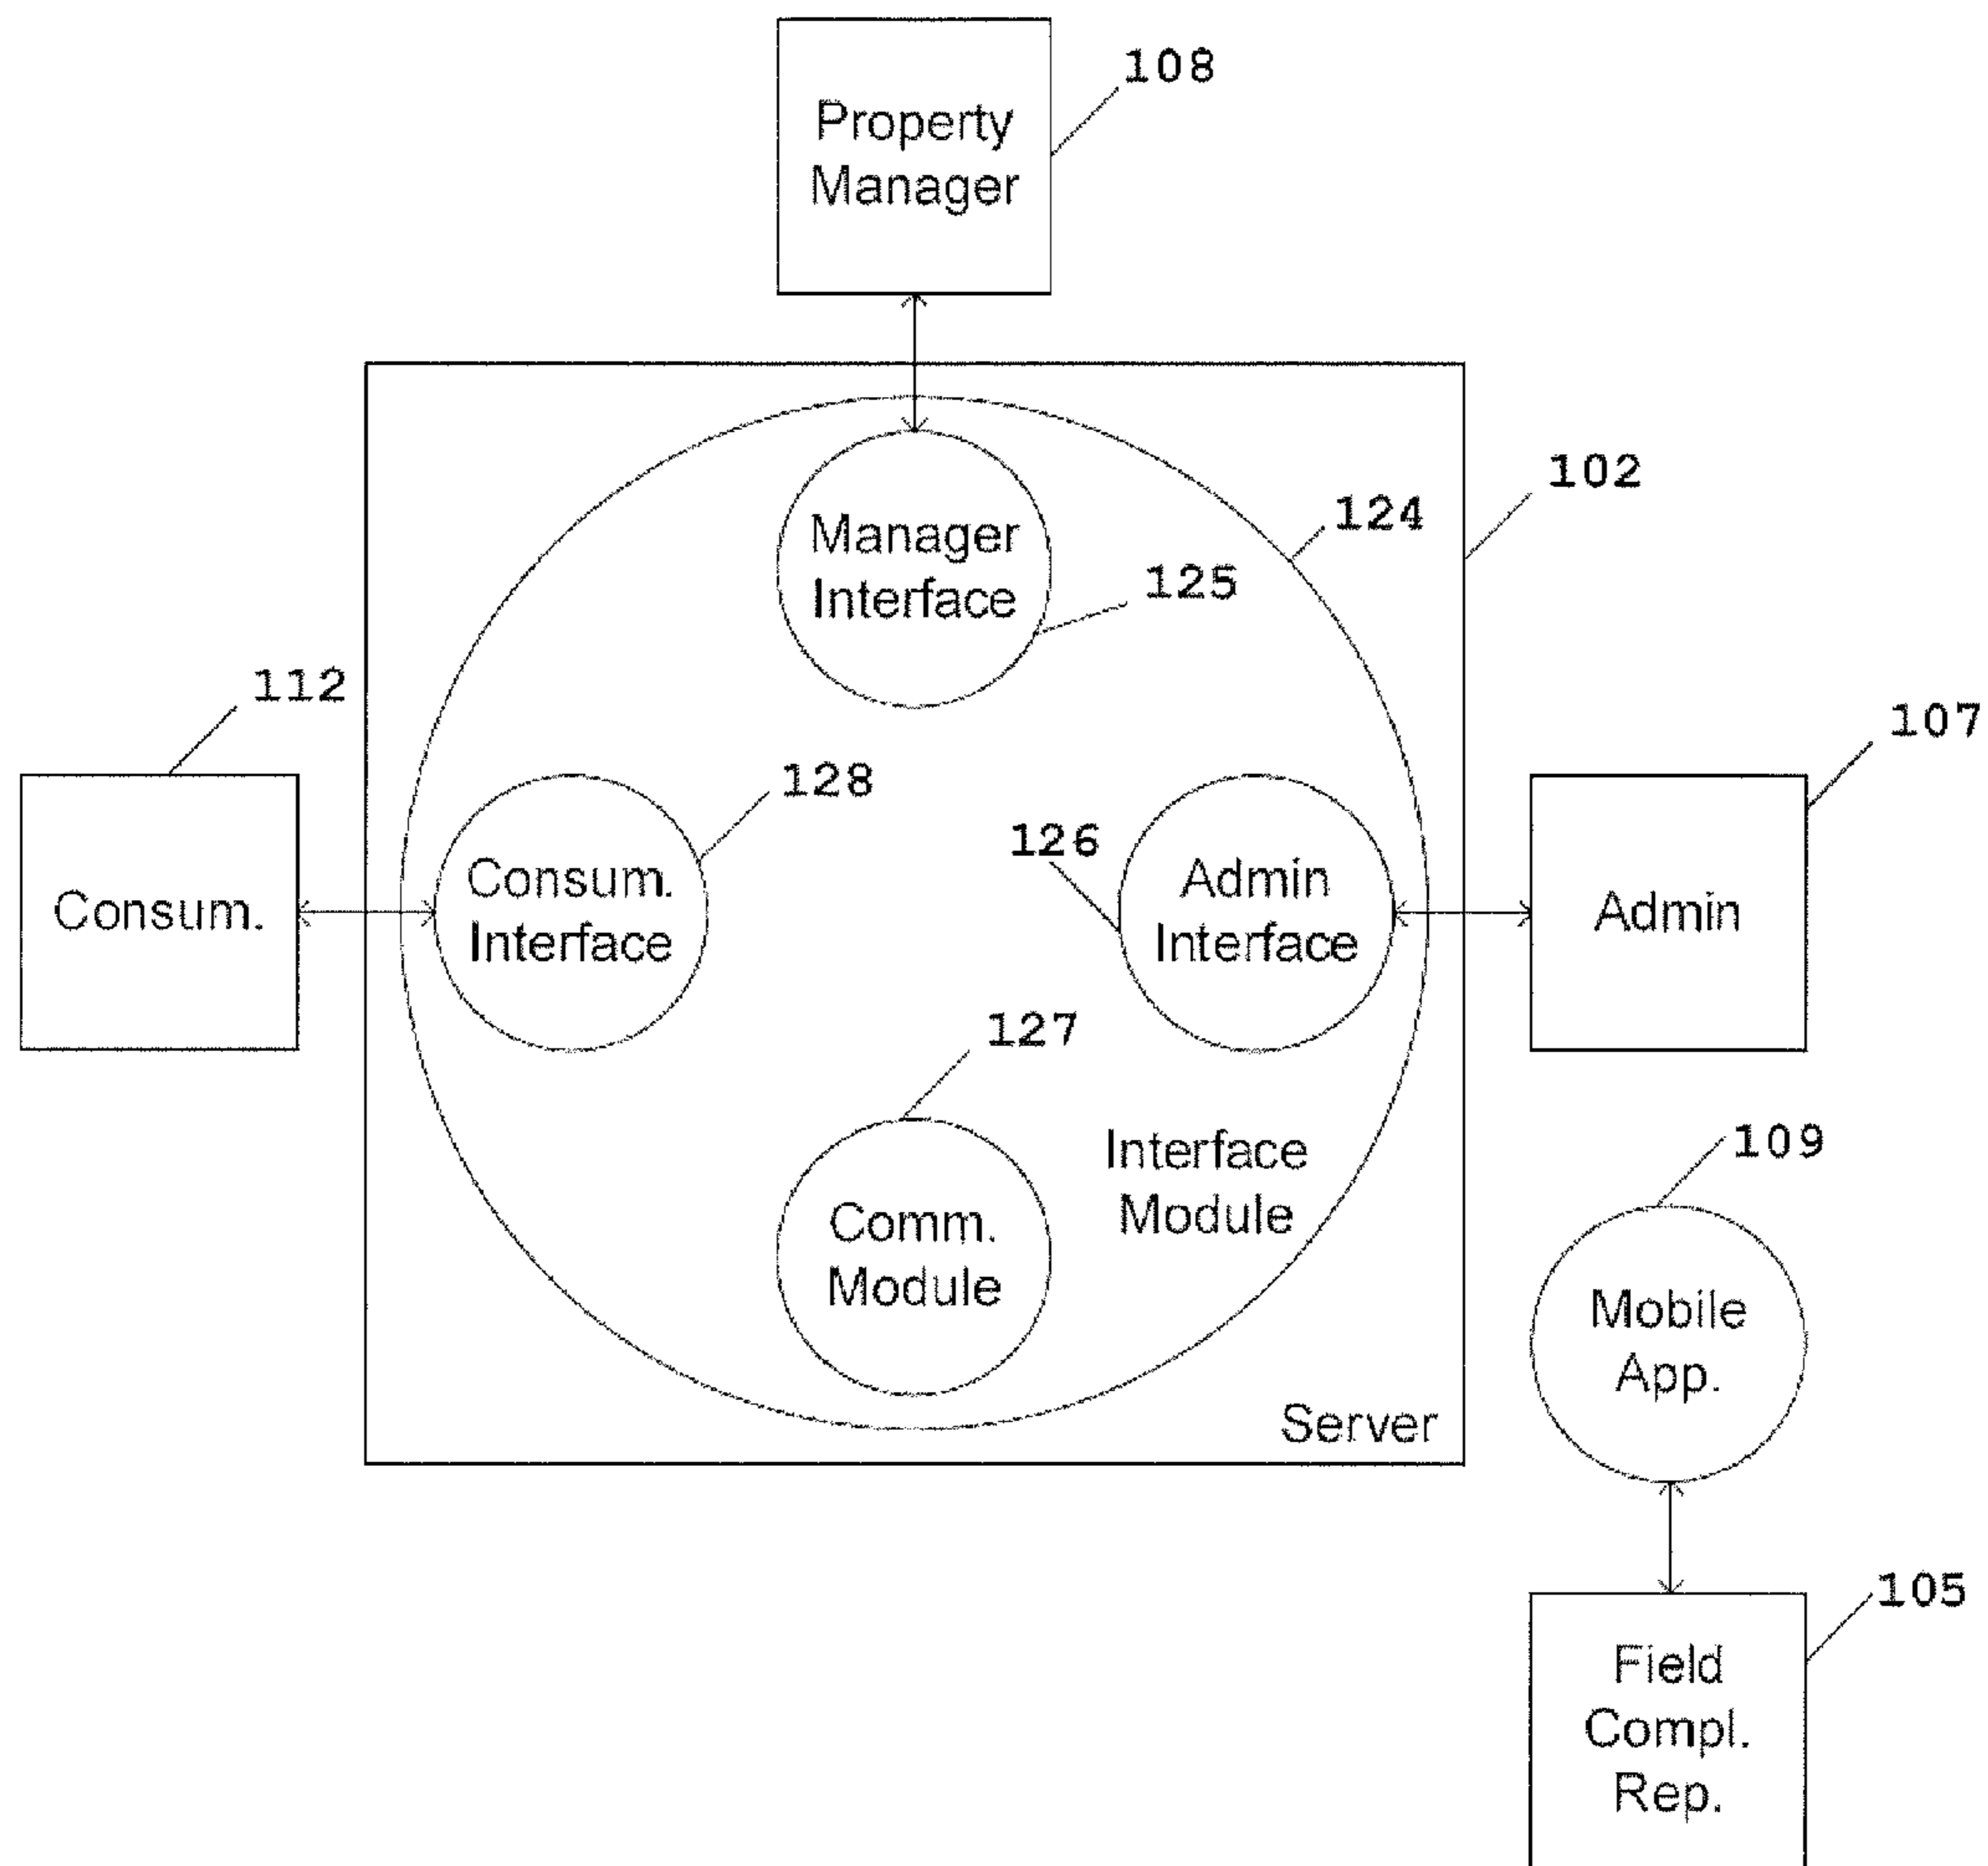 108
Property
Manager
102
124
Manager
Interface
125
112
107
128
126
Consum.
Consum.
Interface
Admin
Interface
Admin
127
109
Interface
Module
Comm.
Module
Mobile
App.
Server
105
Field
Compl.
Rep.